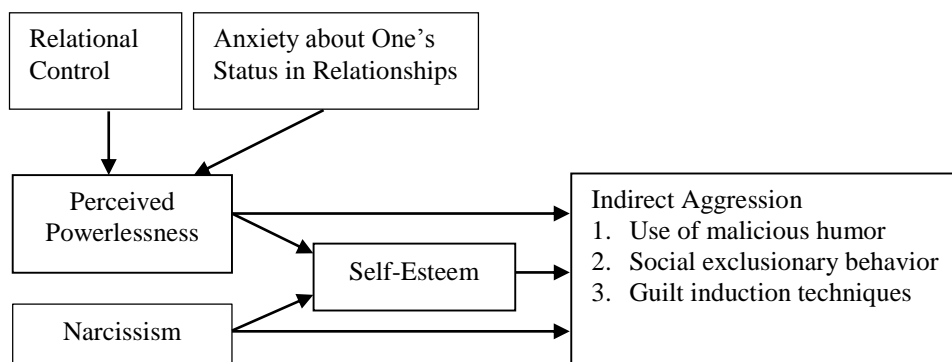 Relational
Control
Anxiety about One’s
Status in Relationships
Perceived
Powerlessness
Indirect Aggression
1. Use of malicious humor
2. Social exclusionary behavior
3. Guilt induction techniques
Self-Esteem
Narcissism